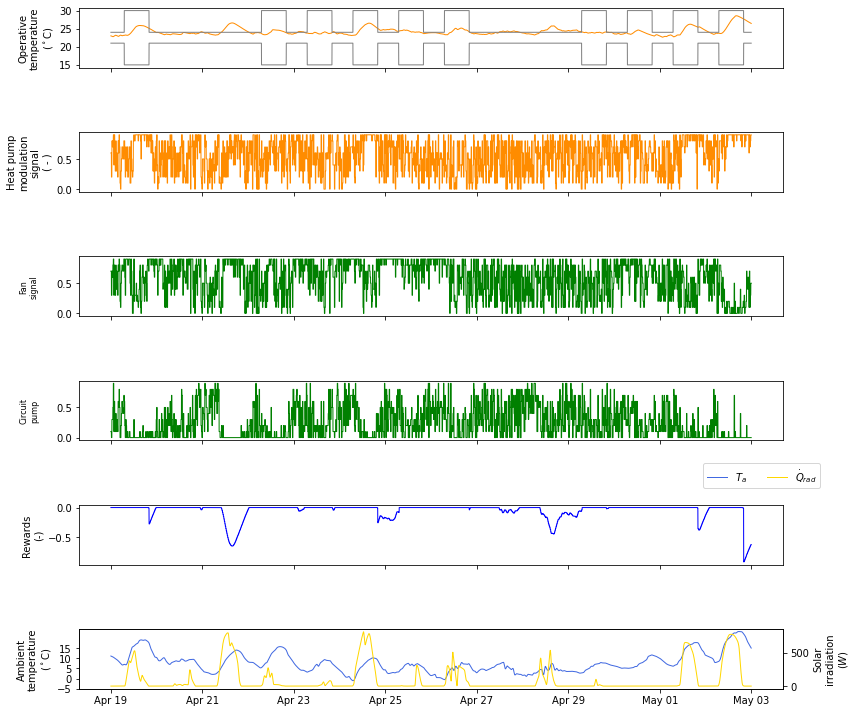 Operative
temperature
(°C)
30
25
20
15
Heat pump
modulation
signal
( - )
0.5
0.0
Fan
signal
0.5
0.0
Circuit
pump
0.5
0.0
T_a Q̇_rad
Rewards
(-)
0.0
−0.5
Ambient
temperature
(°C)
15
10
5
0
−5
Solar
irradiation
(W)
500
0
Apr 19 Apr 21 Apr 23 Apr 25 Apr 27 Apr 29 May 01 May 03